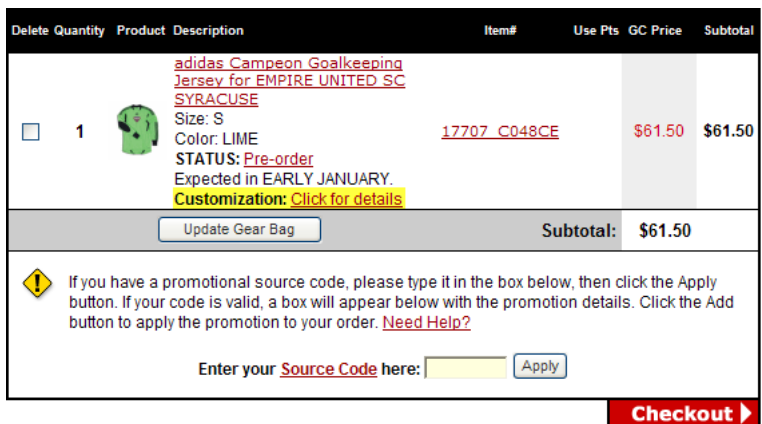 Delete Quantity Product Description Item# Use Pts GC Price Subtotal
adidas Campeon Goalkeeping
Jersey for EMPIRE UNITED SC
SYRACUSE
Size: S
Color: LIME
STATUS: Pre-order
Expected in EARLY JANUARY.
Customization: Click for details
1 17707_C048CE $61.50 $61.50
Update Gear Bag Subtotal: $61.50
If you have a promotional source code, please type it in the box below, then click the Apply
button. If your code is valid, a box will appear below with the promotion details. Click the Add
button to apply the promotion to your order. Need Help?
Enter your Source Code here: Apply
Checkout